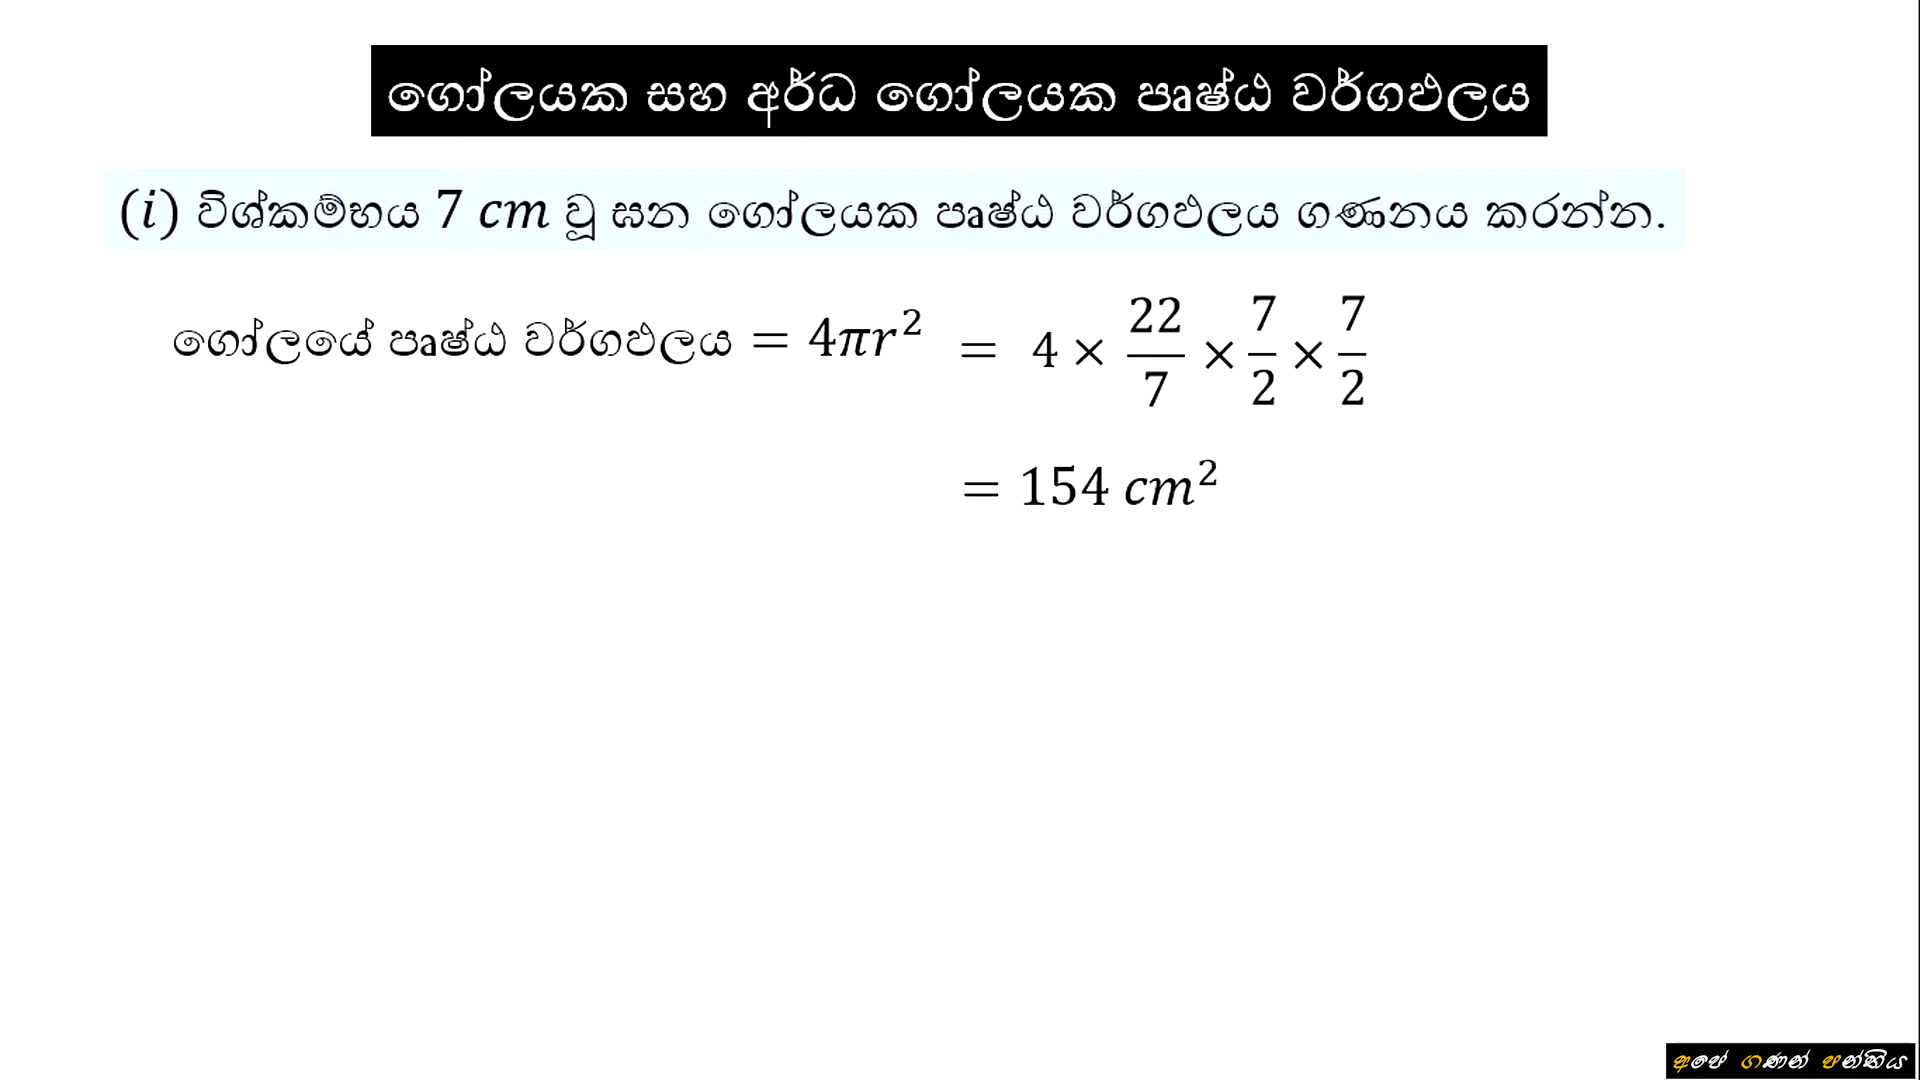 ගෝලයක සහ අර්ධ ගෝලයක පෘෂ්ඨ වර්ගඵලය
(i) විශ්කම්භය 7 cm වූ ඝන ගෝලයක පෘෂ්ඨ වර්ගඵලය ගණනය කරන්න.
ගෝලයේ පෘෂ්ඨ වර්ගඵලය = 4πr² = 4 × 22/7 × 7/2 × 7/2
= 154 cm²
අපේ ගණන් පන්තිය